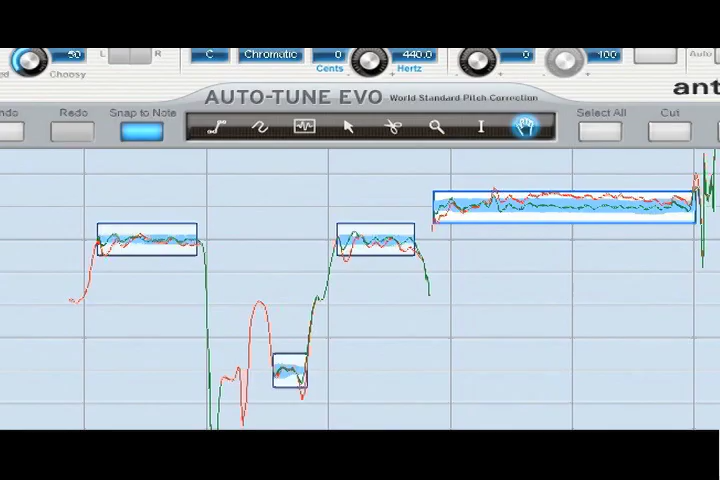 50 L R C Chromatic 0 440.0 0 100 Auto
Choosy Cents - + Hertz - +
ant
AUTO-TUNE EVO World Standard Pitch Correction
Redo Snap to Note Select All Cut